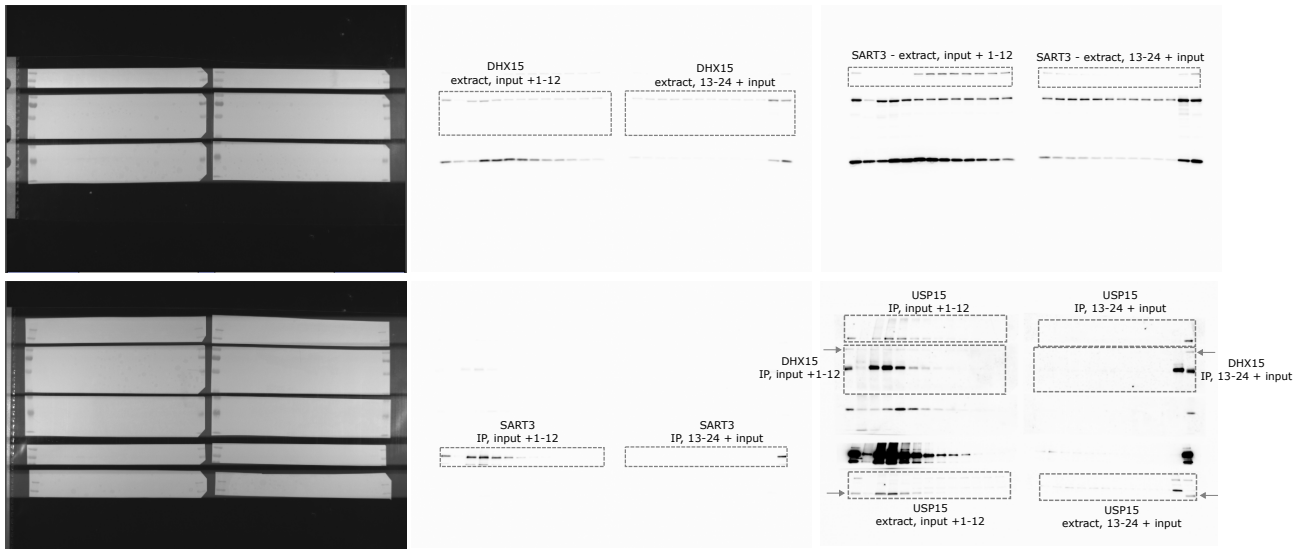 DHX15
extract, input +1-12
DHX15
extract, 13-24 + input
SART3 - extract, input + 1-12
SART3 - extract, 13-24 + input
SART3
IP, input +1-12
SART3
IP, 13-24 + input
USP15
IP, input +1-12
USP15
IP, 13-24 + input
DHX15
IP, input +1-12
DHX15
IP, 13-24 + input
USP15
extract, input +1-12
USP15
extract, 13-24 + input